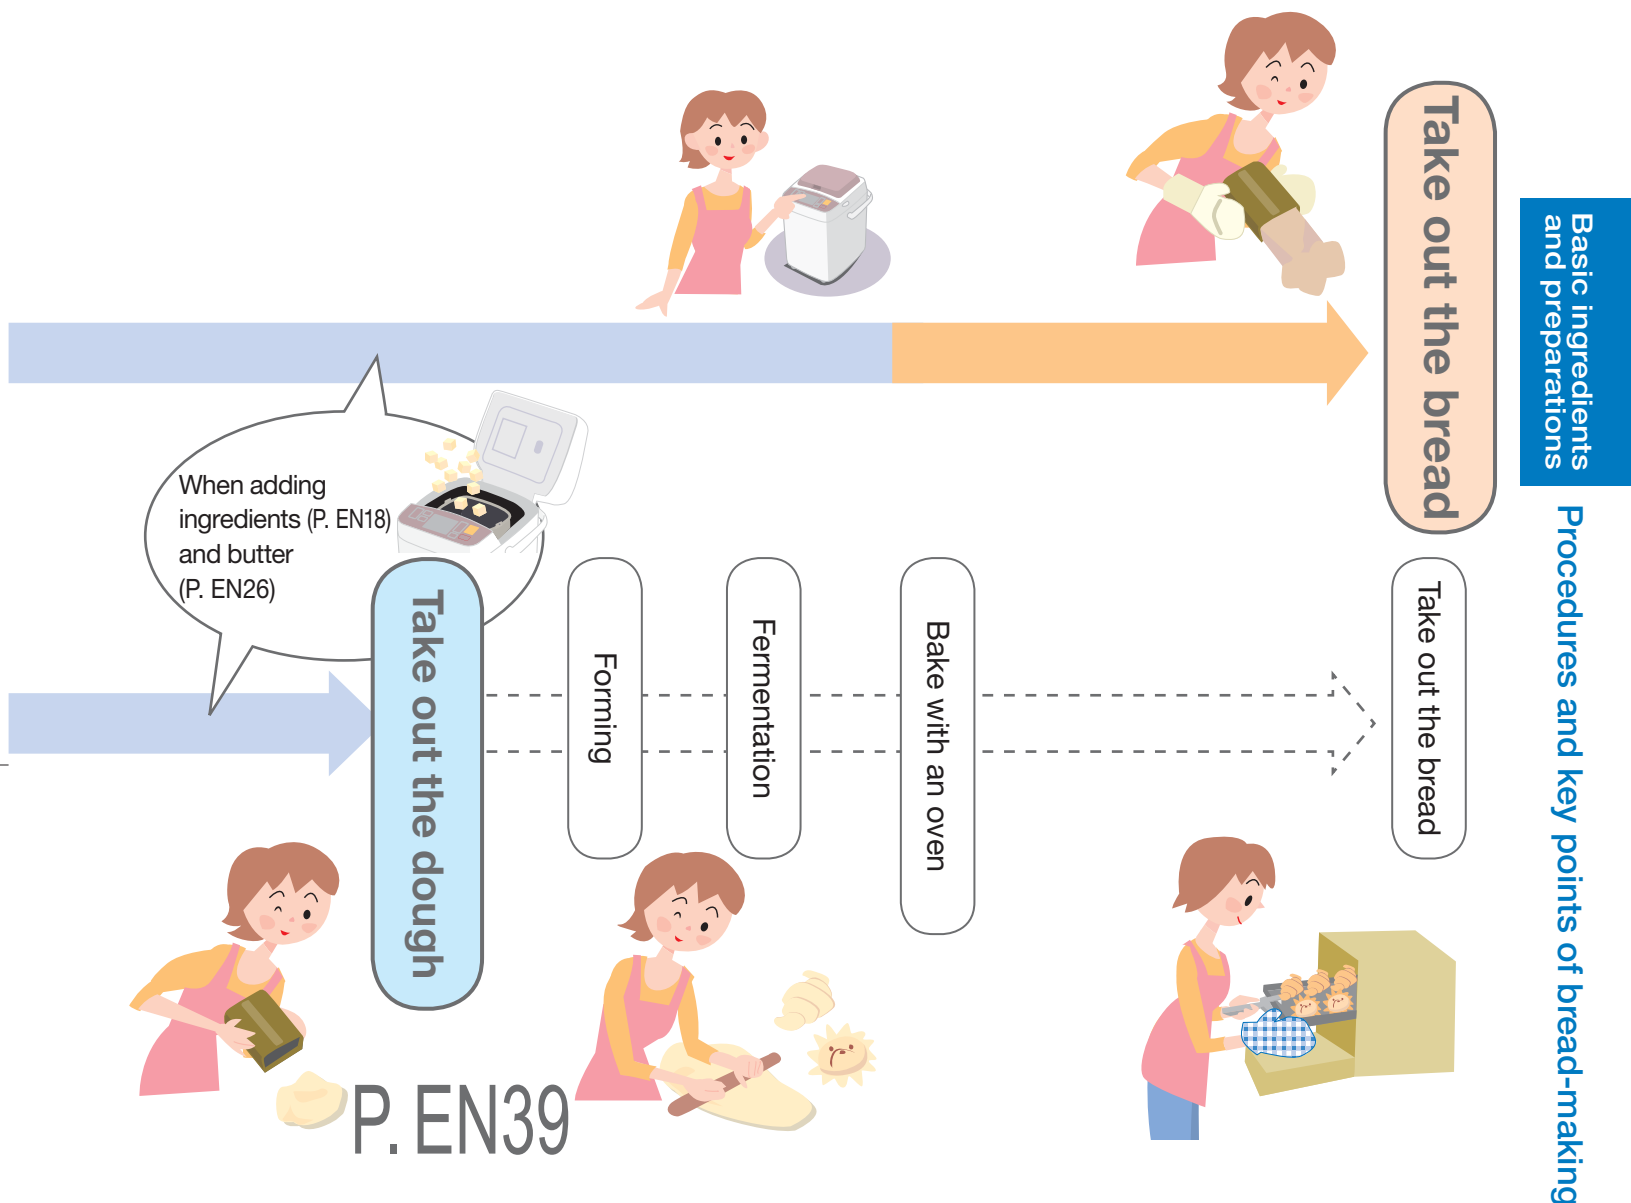 Take out the bread
Basic ingredients
and preparations
Procedures and key points of bread-making
When adding
ingredients (P. EN18)
and butter
(P. EN26)
Take out the dough
Forming
Fermentation
Bake with an oven
Take out the bread
P. EN39